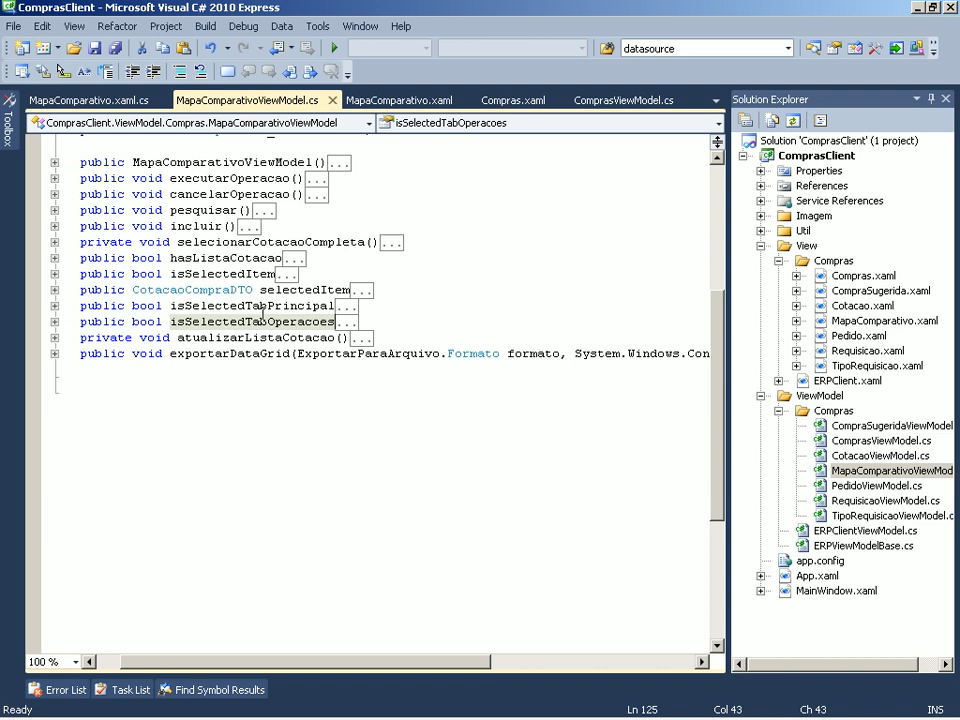 ComprasClient - Microsoft Visual C# 2010 Express
File Edit View Refactor Project Build Debug Data Tools Window Help
datasource
MapaComparativo.xaml.cs MapaComparativoViewModel.cs MapaComparativo.xaml Compras.xaml ComprasViewModel.cs
ComprasClient.ViewModel.Compras.MapaComparativoViewModel isSelectedTabOperacoes
public MapaComparativoViewModel()...
public void executarOperacao()...
public void cancelarOperacao()...
public void pesquisar()...
public void incluir()...
private void selecionarCotacaoCompleta()...
public bool hasListaCotacao...
public bool isSelectedItem...
public CotacaoCompraDTO selectedItem...
public bool isSelectedTabPrincipal...
public bool isSelectedTabOperacoes...
private void atualizarListaCotacao()...
public void exportarDataGrid(ExportarParaArquivo.Formato formato, System.Windows.Con
100 %
Toolbox
Solution Explorer
Solution 'ComprasClient' (1 project)
ComprasClient
Properties
References
Service References
Imagem
Util
View
Compras
Compras.xaml
CompraSugerida.xaml
Cotacao.xaml
MapaComparativo.xaml
Pedido.xaml
Requisicao.xaml
TipoRequisicao.xaml
ERPClient.xaml
ViewModel
Compras
CompraSugeridaViewModel
ComprasViewModel.cs
CotacaoViewModel.cs
MapaComparativoViewMod
PedidoViewModel.cs
RequisicaoViewModel.cs
TipoRequisicaoViewModel.c
ERPClientViewModel.cs
ERPViewModelBase.cs
app.config
App.xaml
MainWindow.xaml
Error List Task List Find Symbol Results
Ready Ln 125 Col 43 Ch 43 INS